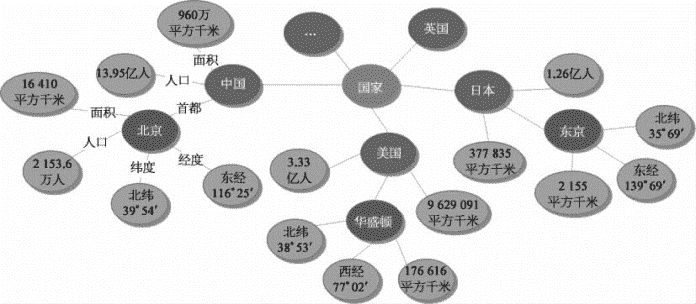 960万
平方千米
...
英国
面积
13.95亿人
人口
中国
国家
日本
1.26亿人
16 410
平方千米
面积
首都
北京
人口
纬度
经度
2 153.6
万人
北纬
39°54′
东经
116°25′
3.33
亿人
美国
377 835
平方千米
东京
北纬
35°69′
东经
139°69′
2 155
平方千米
9 629 091
平方千米
华盛顿
北纬
38°53′
西经
77°02′
176 616
平方千米